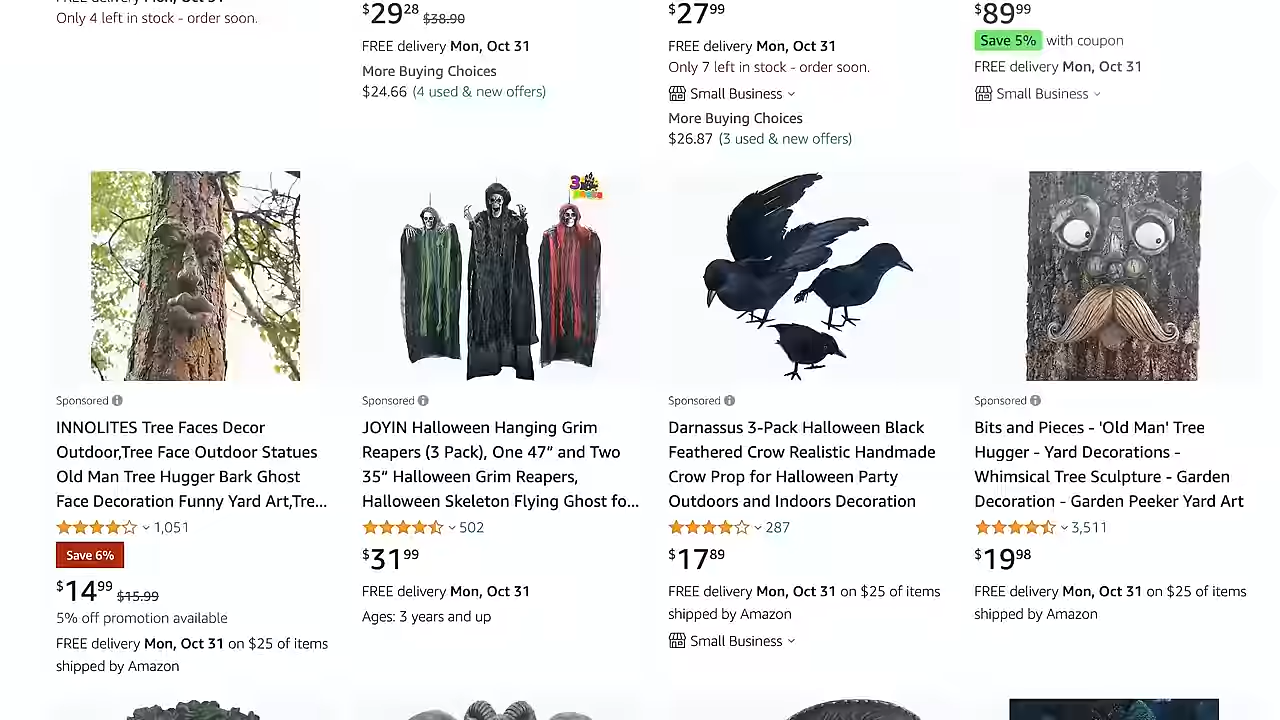 FREE delivery Mon, Oct 31
Only 4 left in stock - order soon.
$29.28 $38.90
FREE delivery Mon, Oct 31
More Buying Choices
$24.66 (4 used & new offers)
$27.99
FREE delivery Mon, Oct 31
Only 7 left in stock - order soon.
Small Business
More Buying Choices
$26.87 (3 used & new offers)
$89.99
Save 5% with coupon
FREE delivery Mon, Oct 31
Small Business
Sponsored
INNOLITES Tree Faces Decor
Outdoor,Tree Face Outdoor Statues
Old Man Tree Hugger Bark Ghost
Face Decoration Funny Yard Art,Tre...
1,051
Save 6%
$14.99 $15.99
5% off promotion available
FREE delivery Mon, Oct 31 on $25 of items
shipped by Amazon
3
Sponsored
JOYIN Halloween Hanging Grim
Reapers (3 Pack), One 47” and Two
35” Halloween Grim Reapers,
Halloween Skeleton Flying Ghost fo...
502
$31.99
FREE delivery Mon, Oct 31
Ages: 3 years and up
Sponsored
Darnassus 3-Pack Halloween Black
Feathered Crow Realistic Handmade
Crow Prop for Halloween Party
Outdoors and Indoors Decoration
287
$17.89
FREE delivery Mon, Oct 31 on $25 of items
shipped by Amazon
Small Business
Sponsored
Bits and Pieces - 'Old Man' Tree
Hugger - Yard Decorations -
Whimsical Tree Sculpture - Garden
Decoration - Garden Peeker Yard Art
3,511
$19.98
FREE delivery Mon, Oct 31 on $25 of items
shipped by Amazon